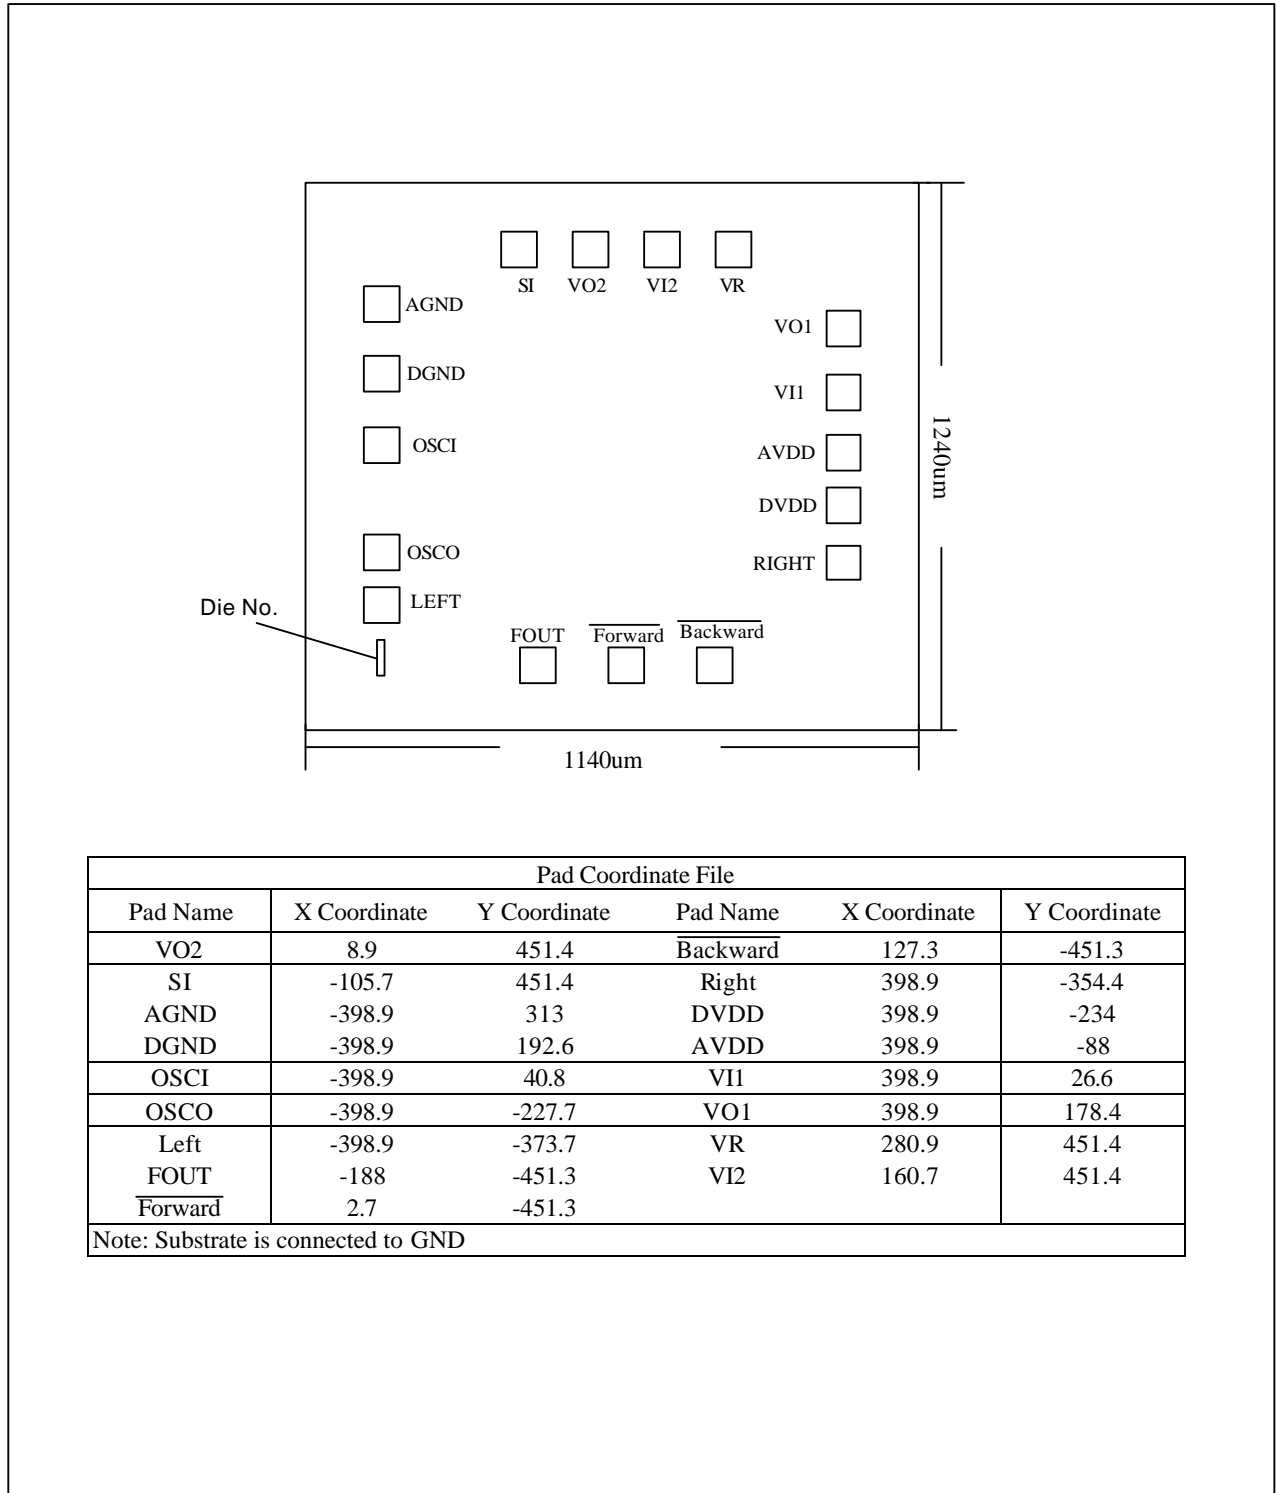 SI VO2 VI2 VR
AGND
VO1
DGND
VI1
OSCI
AVDD
1240um
DVDD
OSCO
RIGHT
LEFT
Die No.
FOUT Forward Backward
1140um
Pad Coordinate File
Pad Name X Coordinate Y Coordinate Pad Name X Coordinate Y Coordinate
VO2 8.9 451.4 Backward 127.3 -451.3
SI -105.7 451.4 Right 398.9 -354.4
AGND -398.9 313 DVDD 398.9 -234
DGND -398.9 192.6 AVDD 398.9 -88
OSCI -398.9 40.8 VI1 398.9 26.6
OSCO -398.9 -227.7 VO1 398.9 178.4
Left -398.9 -373.7 VR 280.9 451.4
FOUT -188 -451.3 VI2 160.7 451.4
Forward 2.7 -451.3
Note: Substrate is connected to GND